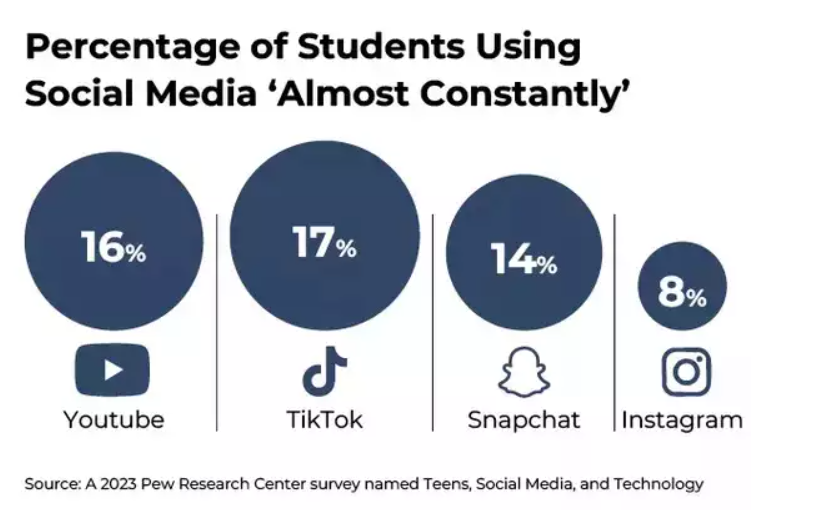 Percentage of Students Using
Social Media ‘Almost Constantly’
16%
17%
14%
8%
Youtube
TikTok
Snapchat
Instagram
Source: A 2023 Pew Research Center survey named Teens, Social Media, and Technology